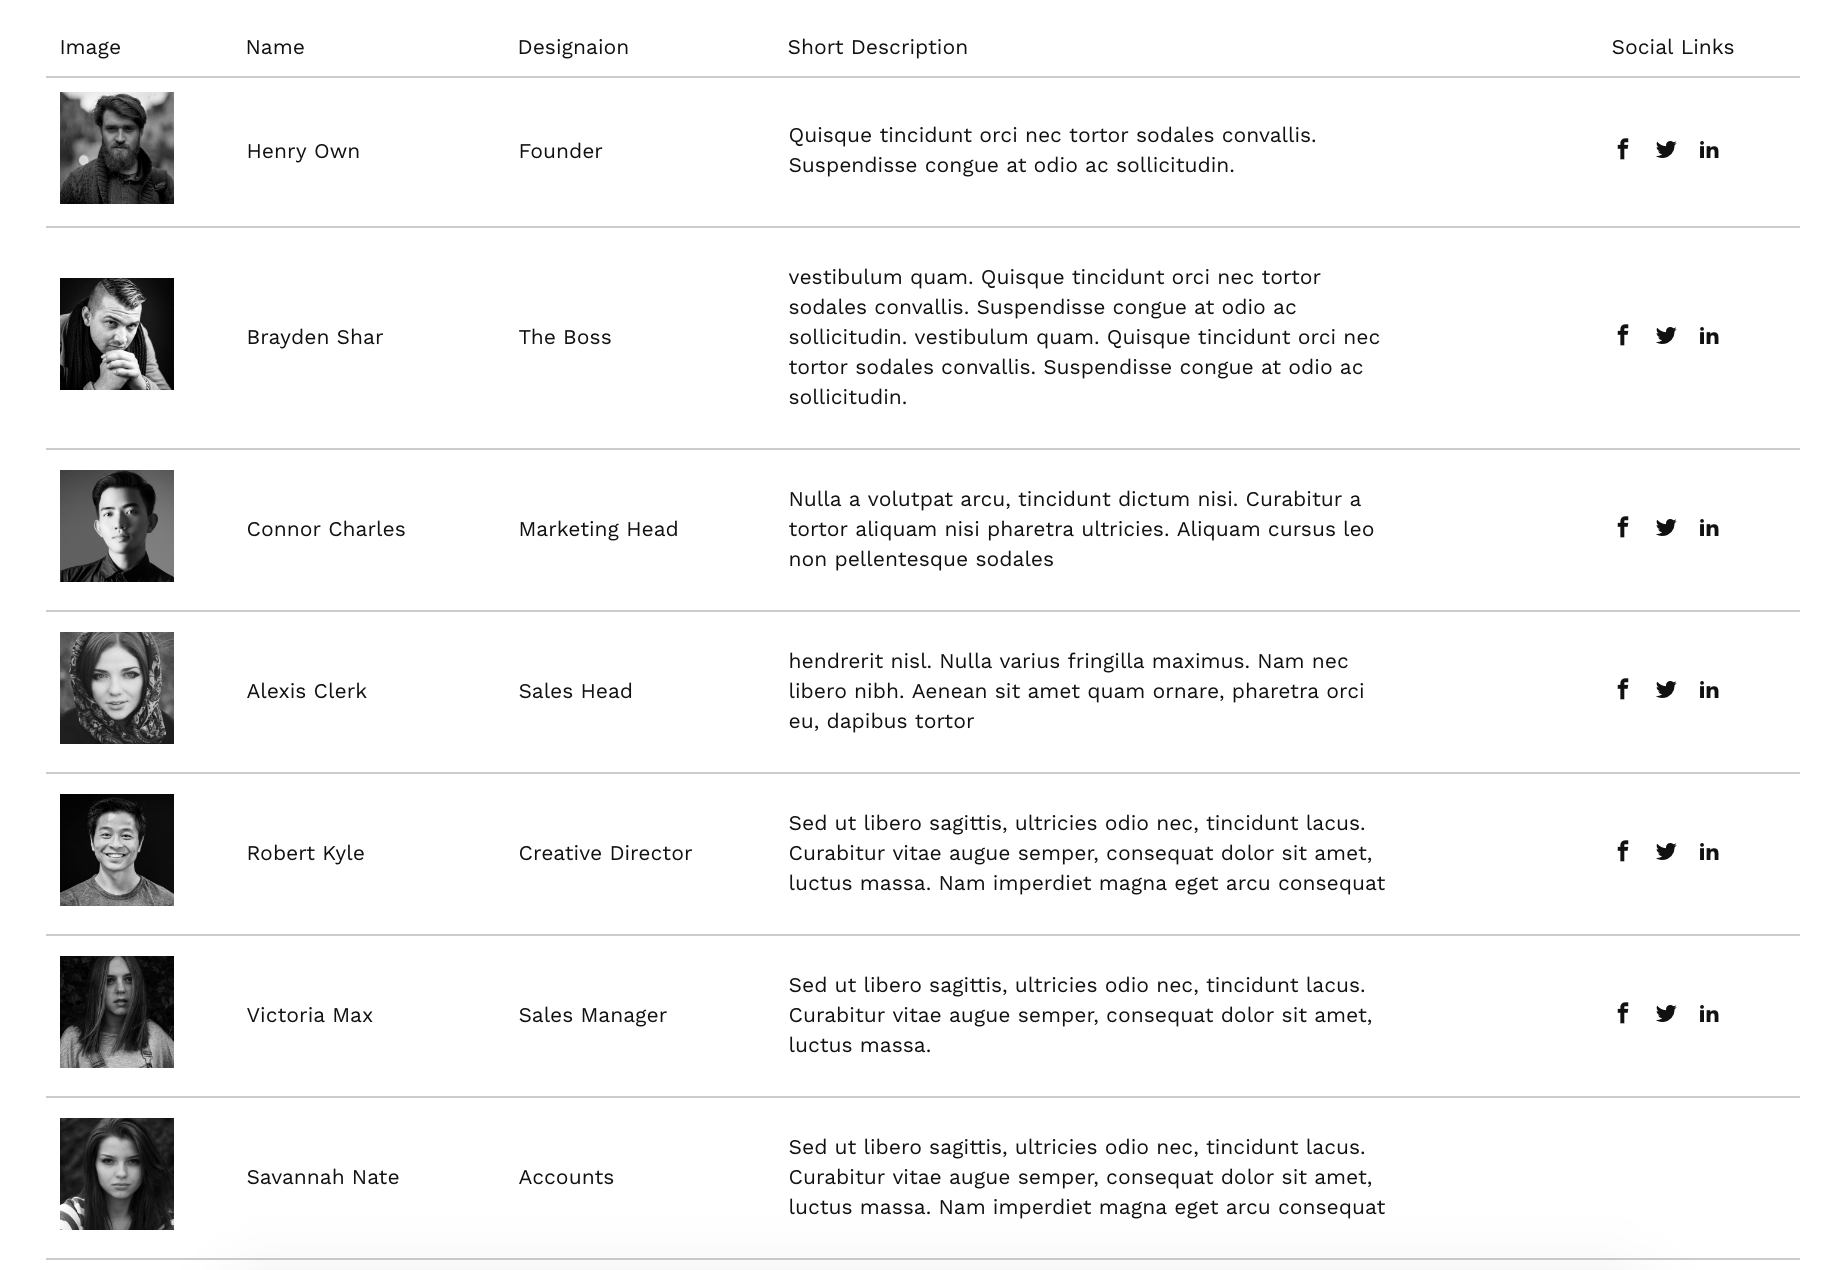 Image Name Designaion Short Description Social Links
Henry Own Founder Quisque tincidunt orci nec tortor sodales convallis.
Suspendisse congue at odio ac sollicitudin.
f in
Brayden Shar The Boss vestibulum quam. Quisque tincidunt orci nec tortor
sodales convallis. Suspendisse congue at odio ac
sollicitudin. vestibulum quam. Quisque tincidunt orci nec
tortor sodales convallis. Suspendisse congue at odio ac
sollicitudin.
f in
Connor Charles Marketing Head Nulla a volutpat arcu, tincidunt dictum nisi. Curabitur a
tortor aliquam nisi pharetra ultricies. Aliquam cursus leo
non pellentesque sodales
f in
Alexis Clerk Sales Head hendrerit nisl. Nulla varius fringilla maximus. Nam nec
libero nibh. Aenean sit amet quam ornare, pharetra orci
eu, dapibus tortor
f in
Robert Kyle Creative Director Sed ut libero sagittis, ultricies odio nec, tincidunt lacus.
Curabitur vitae augue semper, consequat dolor sit amet,
luctus massa. Nam imperdiet magna eget arcu consequat
f in
Victoria Max Sales Manager Sed ut libero sagittis, ultricies odio nec, tincidunt lacus.
Curabitur vitae augue semper, consequat dolor sit amet,
luctus massa.
f in
Savannah Nate Accounts Sed ut libero sagittis, ultricies odio nec, tincidunt lacus.
Curabitur vitae augue semper, consequat dolor sit amet,
luctus massa. Nam imperdiet magna eget arcu consequat